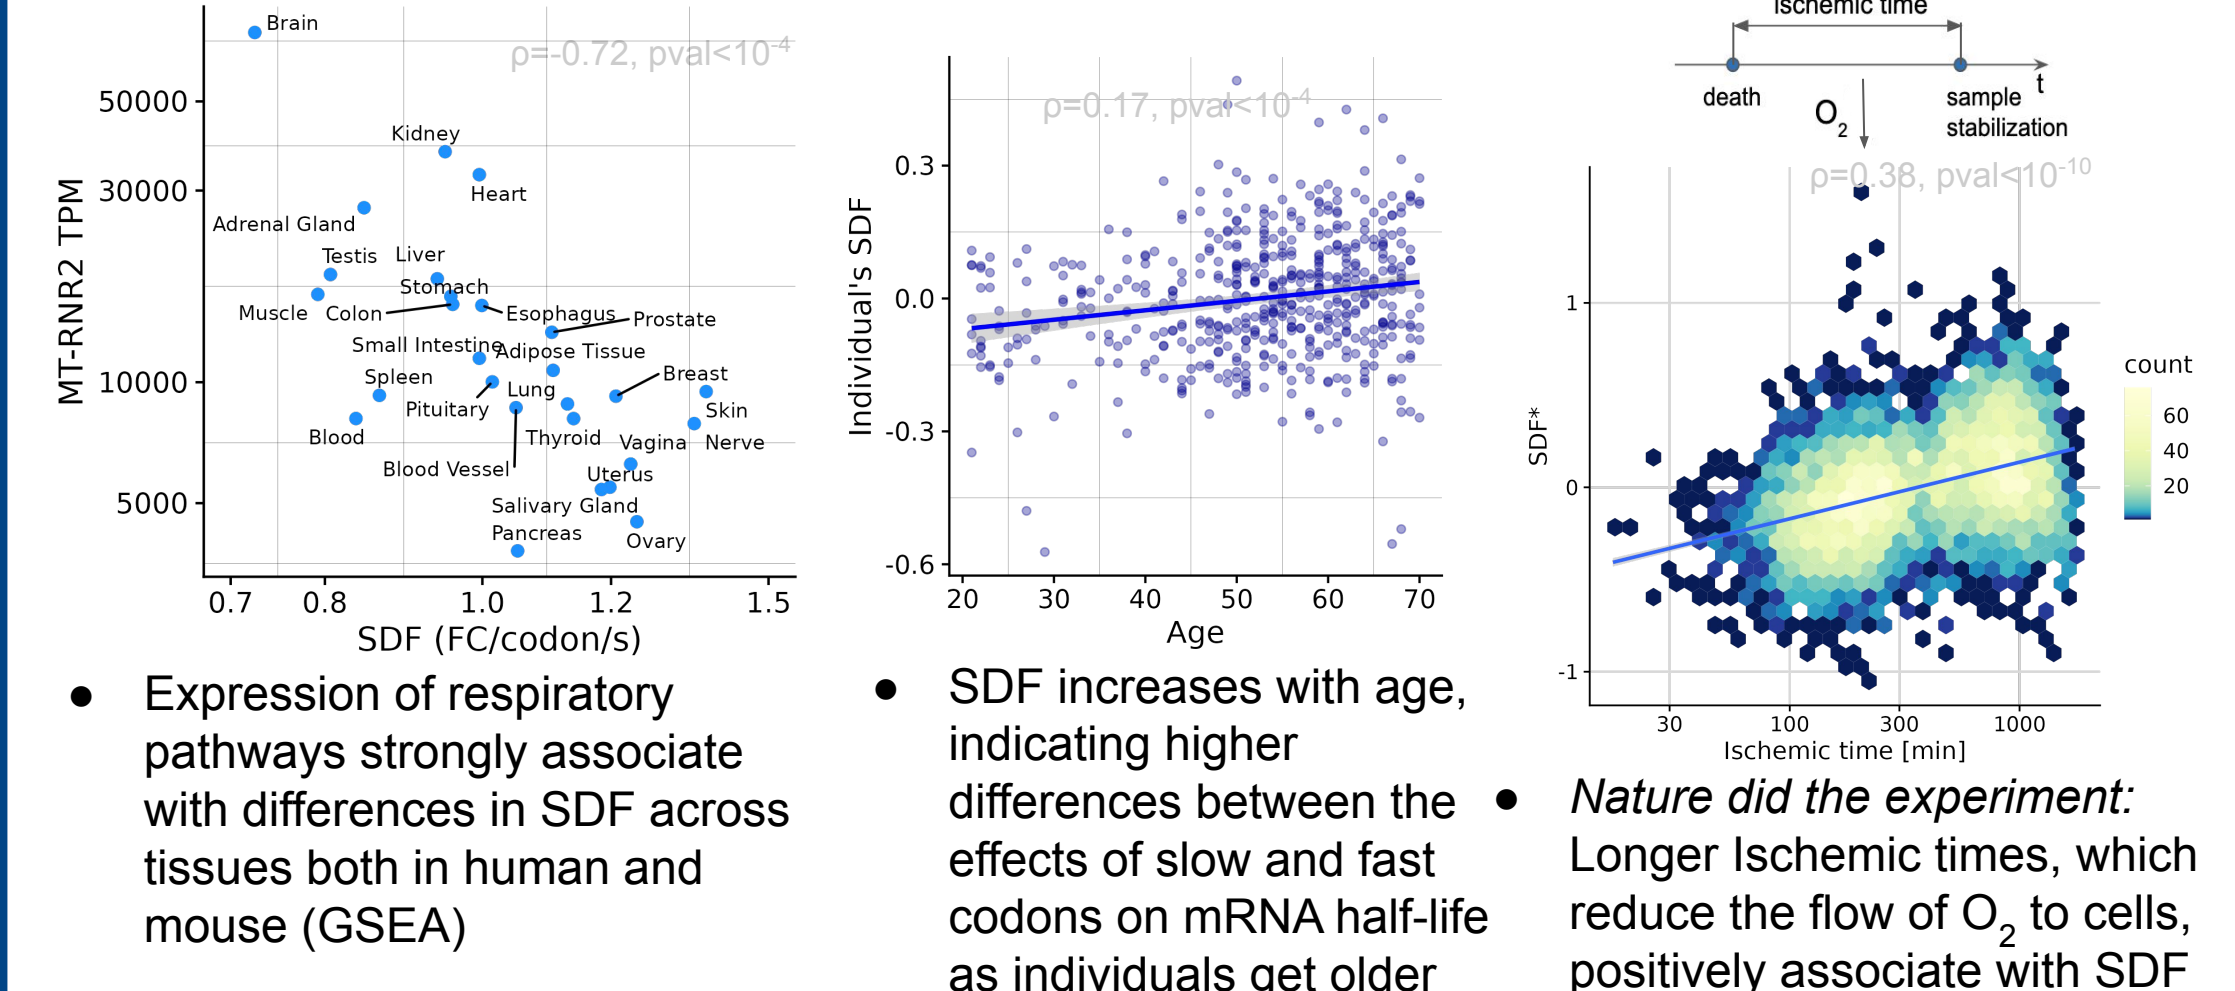 Brain
ρ=-0.72, pval<10⁻⁴
50000
Kidney
30000
Heart
Adrenal Gland
Testis
Liver
Stomach
Muscle
Colon
Esophagus
Prostate
Small Intestine
Adipose Tissue
10000
Spleen
Breast
Pituitary
Lung
Skin
Blood
Thyroid
Vagina
Nerve
Blood Vessel
Uterus
5000
Salivary Gland
Pancreas
Ovary
MT-RNR2 TPM
0.7 0.8 1.0 1.2 1.5
SDF (FC/codon/s)
● Expression of respiratory
pathways strongly associate
with differences in SDF across
tissues both in human and
mouse (GSEA)
ρ=0.17, pval<10⁻⁴
0.3
0.0
-0.3
-0.6
Individual's SDF
20 30 40 50 60 70
Age
● SDF increases with age,
indicating higher
differences between the
effects of slow and fast
codons on mRNA half-life
as individuals get older
ischemic time
t
death
O₂
sample
stabilization
ρ=0.38, pval<10⁻¹⁰
1
0
-1
SDF*
30 100 300 1000
Ischemic time [min]
count
60
40
20
● Nature did the experiment:
Longer Ischemic times, which
reduce the flow of O₂ to cells,
positively associate with SDF